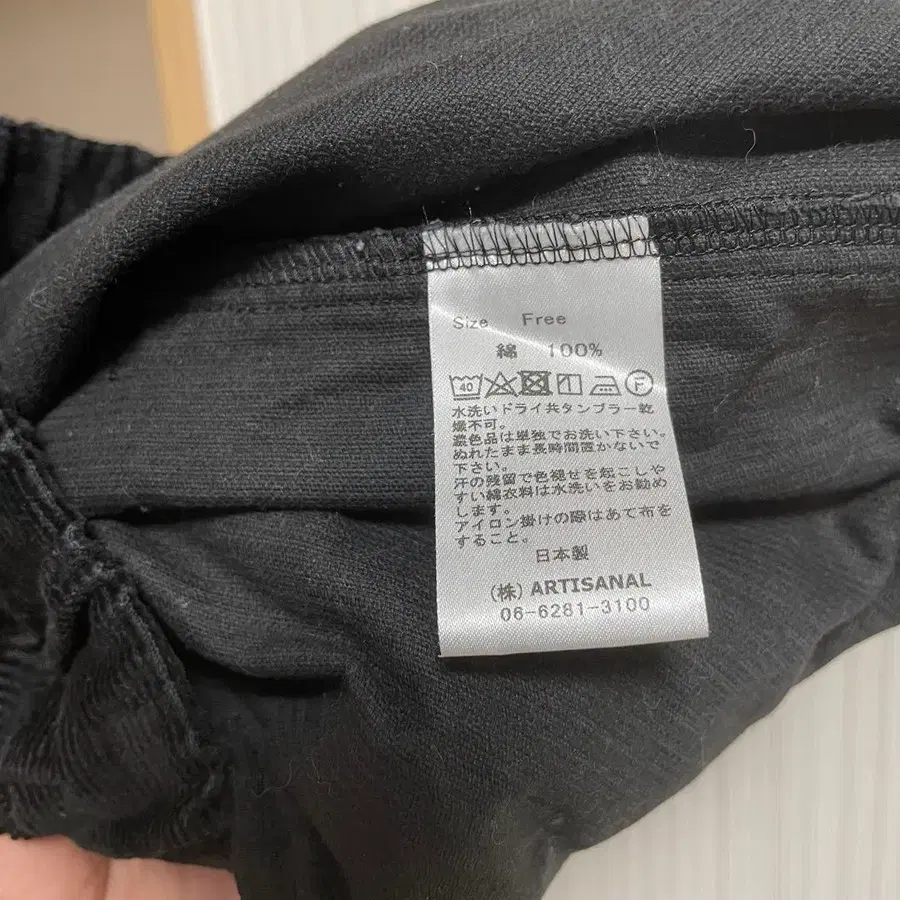 Size Free
綿 100%
40 F
水洗いドライ共タンブラー乾
燥不可。
濃色品は単独でお洗い下さい。
ぬれたまま長時間置かないで
下さい。
汗の残留で色褪せを起こしや
すい綿衣料は水洗いをお勧め
します。
アイロン掛けの際はあて布を
すること。
日本製
(株) ARTISANAL
06-6281-3100